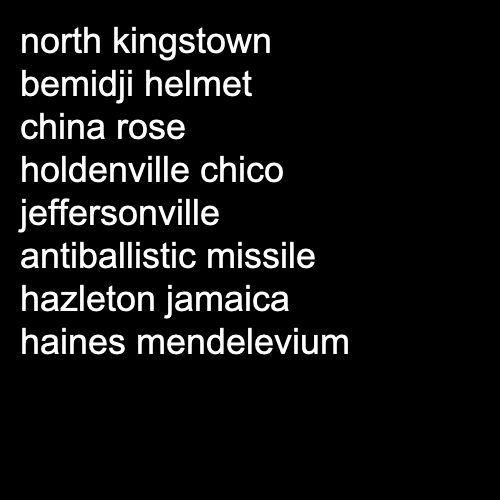 north kingstown
bemidji helmet
china rose
holdenville chico
jeffersonville
antiballistic missile
hazleton jamaica
haines mendelevium